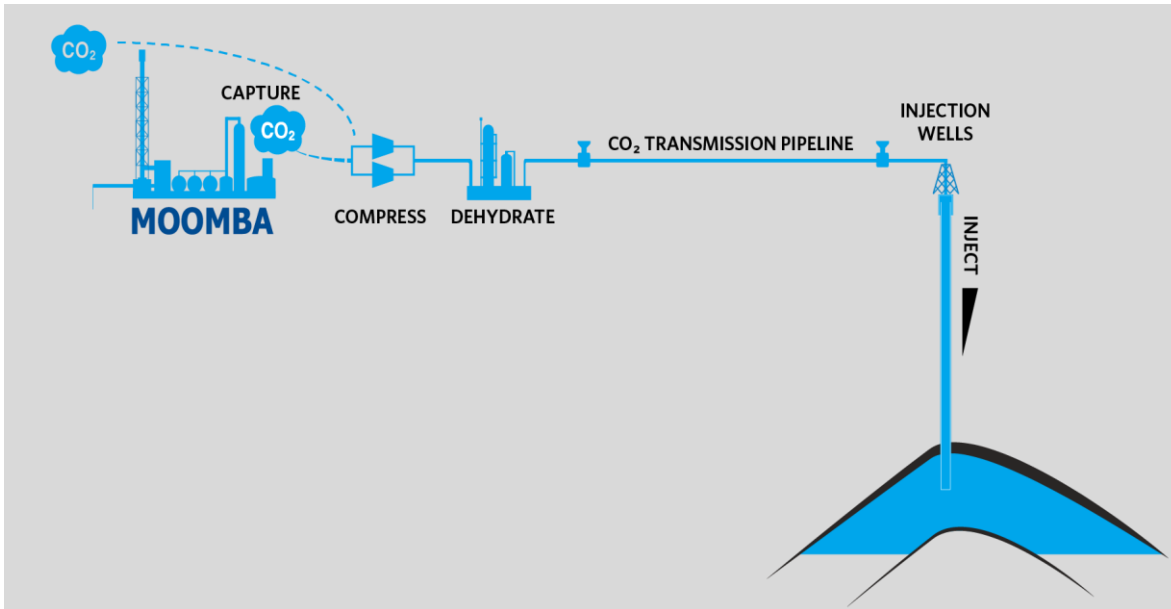 CO₂
CAPTURE
CO₂
MOOMBA
COMPRESS
DEHYDRATE
CO₂ TRANSMISSION PIPELINE
INJECTION
WELLS
INJECT